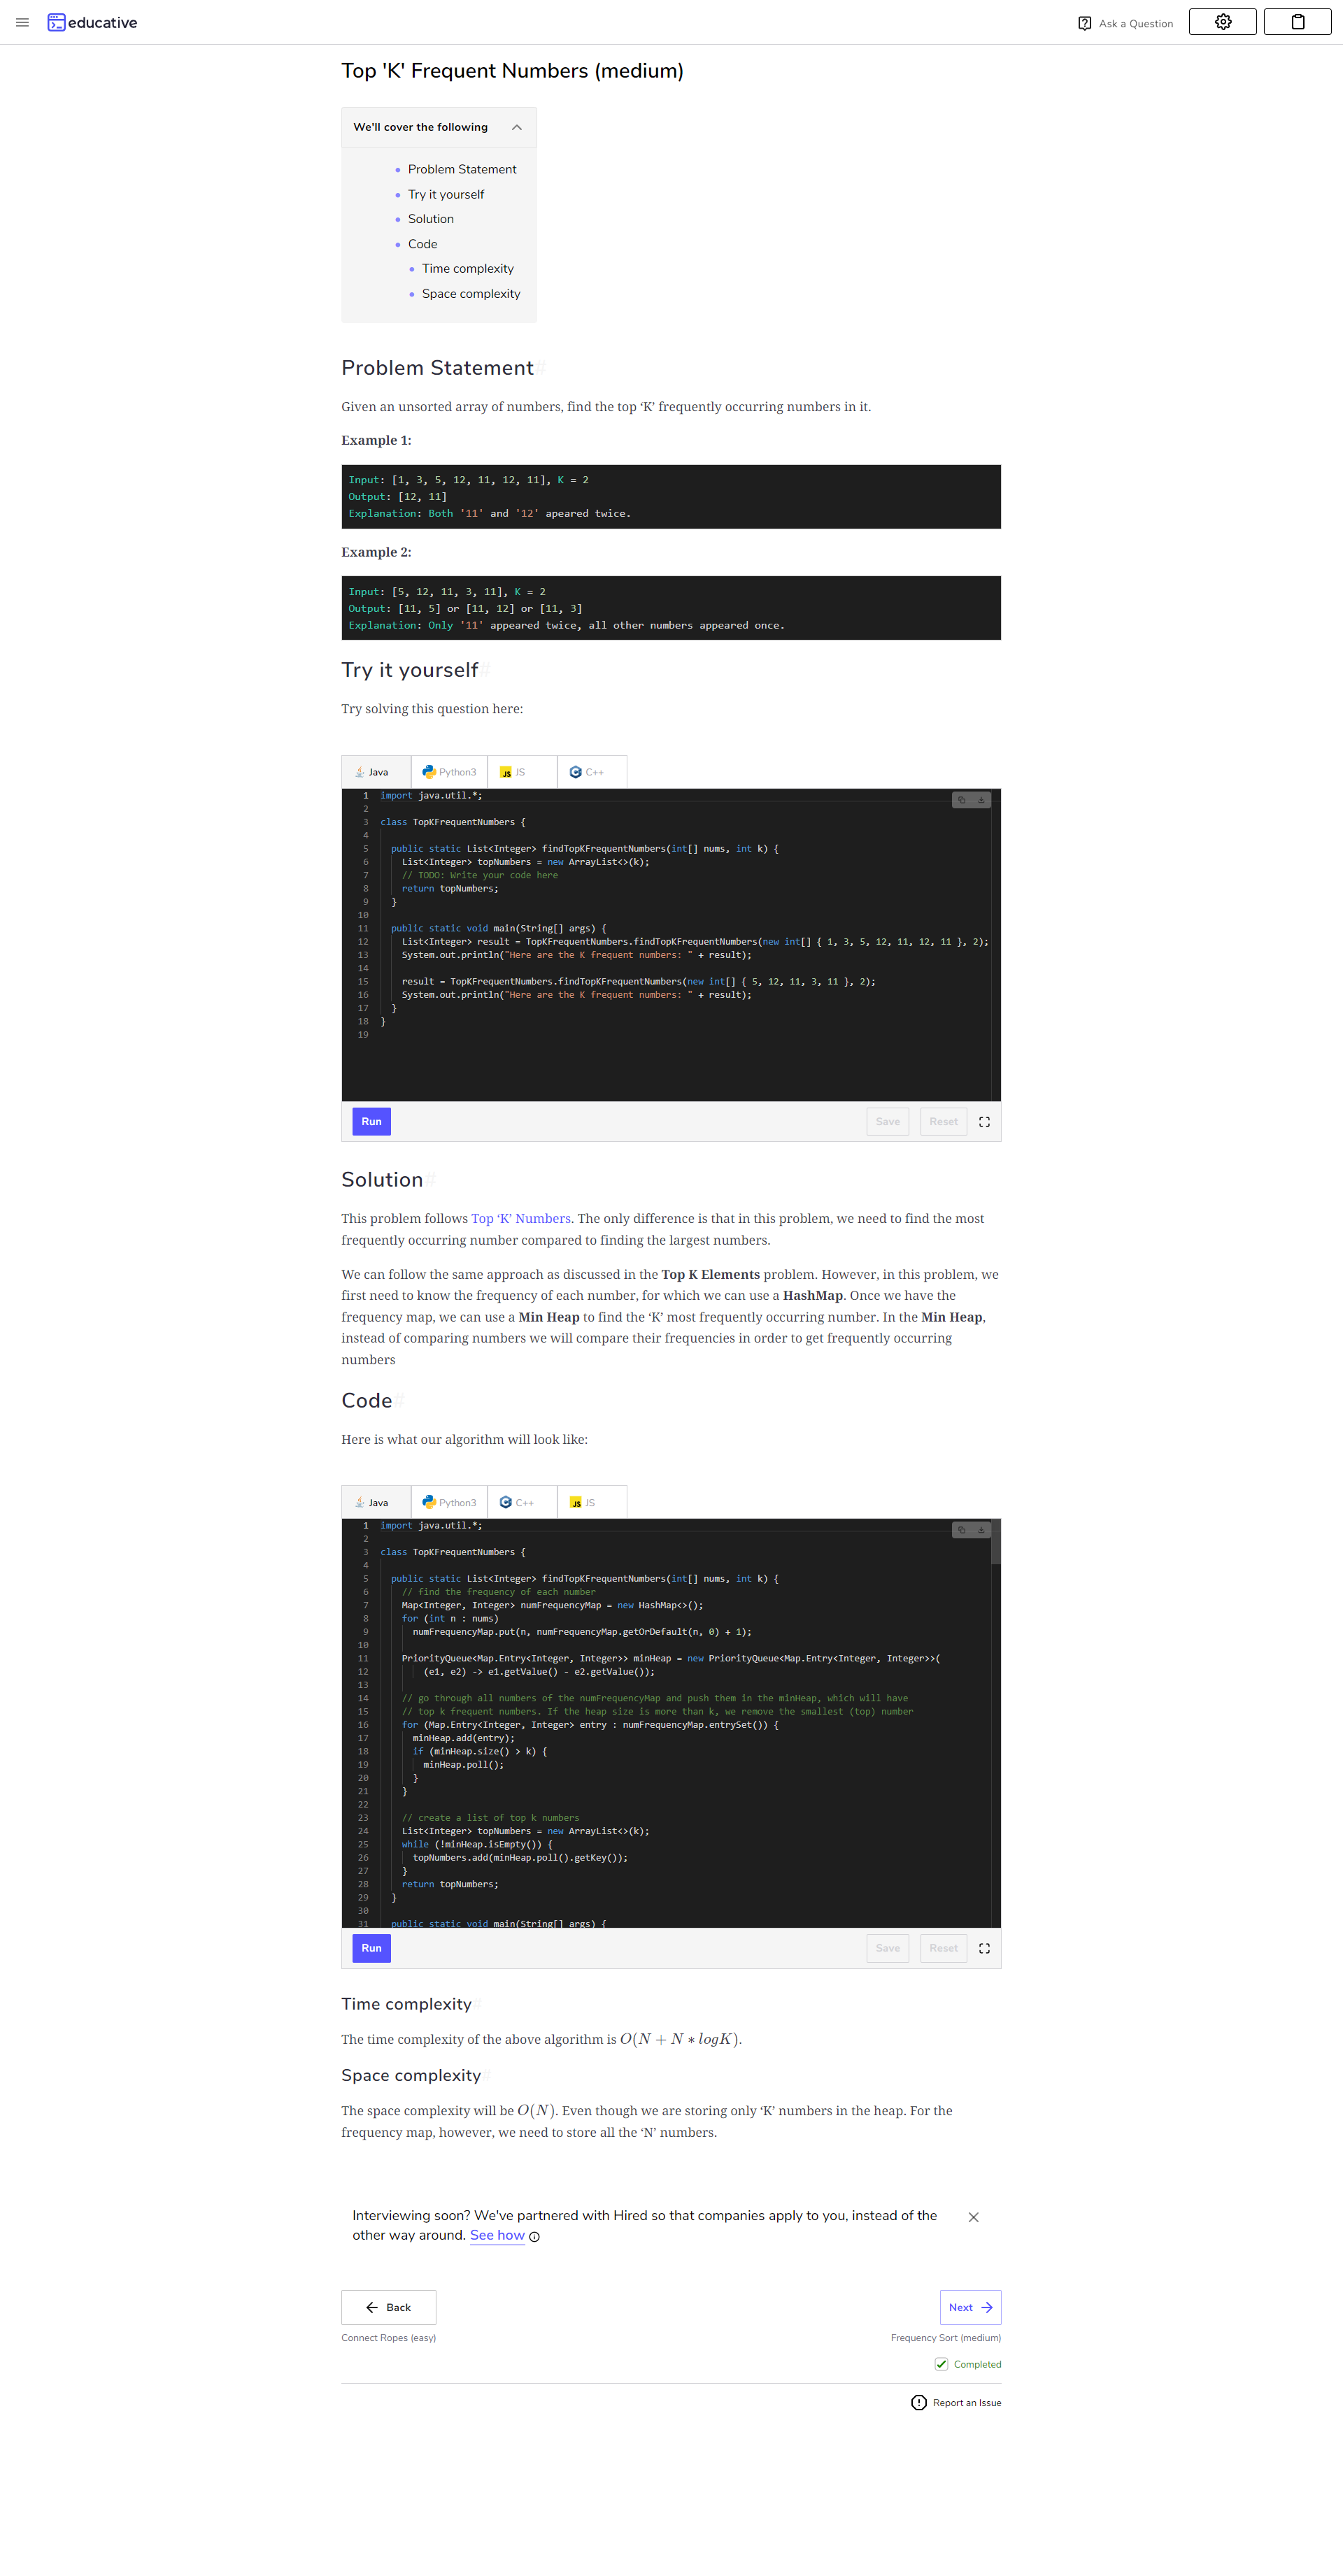 educative
Ask a Question
Top 'K' Frequent Numbers (medium)
We'll cover the following
Problem Statement
Try it yourself
Solution
Code
Time complexity
Space complexity
Problem Statement#
Given an unsorted array of numbers, find the top ‘K’ frequently occurring numbers in it.
Example 1:
Input: [1, 3, 5, 12, 11, 12, 11], K = 2
Output: [12, 11]
Explanation: Both '11' and '12' apeared twice.
Example 2:
Input: [5, 12, 11, 3, 11], K = 2
Output: [11, 5] or [11, 12] or [11, 3]
Explanation: Only '11' appeared twice, all other numbers appeared once.
Try it yourself#
Try solving this question here:
Java Python3 JS JS C++
1 import java.util.*;
2
3 class TopKFrequentNumbers {
4
5 public static List<Integer> findTopKFrequentNumbers(int[] nums, int k) {
6 List<Integer> topNumbers = new ArrayList<>(k);
7 // TODO: Write your code here
8 return topNumbers;
9 }
10
11 public static void main(String[] args) {
12 List<Integer> result = TopKFrequentNumbers.findTopKFrequentNumbers(new int[] { 1, 3, 5, 12, 11, 12, 11 }, 2);
13 System.out.println("Here are the K frequent numbers: " + result);
14
15 result = TopKFrequentNumbers.findTopKFrequentNumbers(new int[] { 5, 12, 11, 3, 11 }, 2);
16 System.out.println("Here are the K frequent numbers: " + result);
17 }
18 }
19
Run Save Reset
Solution#
This problem follows Top ‘K’ Numbers. The only difference is that in this problem, we need to find the most
frequently occurring number compared to finding the largest numbers.
We can follow the same approach as discussed in the Top K Elements problem. However, in this problem, we
first need to know the frequency of each number, for which we can use a HashMap. Once we have the
frequency map, we can use a Min Heap to find the ‘K’ most frequently occurring number. In the Min Heap,
instead of comparing numbers we will compare their frequencies in order to get frequently occurring
numbers
Code#
Here is what our algorithm will look like:
Java Python3 C++ JS JS
1 import java.util.*;
2
3 class TopKFrequentNumbers {
4
5 public static List<Integer> findTopKFrequentNumbers(int[] nums, int k) {
6 // find the frequency of each number
7 Map<Integer, Integer> numFrequencyMap = new HashMap<>();
8 for (int n : nums)
9 numFrequencyMap.put(n, numFrequencyMap.getOrDefault(n, 0) + 1);
10
11 PriorityQueue<Map.Entry<Integer, Integer>> minHeap = new PriorityQueue<Map.Entry<Integer, Integer>>(
12 (e1, e2) -> e1.getValue() - e2.getValue());
13
14 // go through all numbers of the numFrequencyMap and push them in the minHeap, which will have
15 // top k frequent numbers. If the heap size is more than k, we remove the smallest (top) number
16 for (Map.Entry<Integer, Integer> entry : numFrequencyMap.entrySet()) {
17 minHeap.add(entry);
18 if (minHeap.size() > k) {
19 minHeap.poll();
20 }
21 }
22
23 // create a list of top k numbers
24 List<Integer> topNumbers = new ArrayList<>(k);
25 while (!minHeap.isEmpty()) {
26 topNumbers.add(minHeap.poll().getKey());
27 }
28 return topNumbers;
29 }
30
31 public static void main(String[] args) {
Run Save Reset
Time complexity#
The time complexity of the above algorithm is O(N + N ∗ logK).
Space complexity#
The space complexity will be O(N). Even though we are storing only ‘K’ numbers in the heap. For the
frequency map, however, we need to store all the ‘N’ numbers.
Interviewing soon? We've partnered with Hired so that companies apply to you, instead of the
other way around. See how
Back Next
Connect Ropes (easy) Frequency Sort (medium)
Completed
Report an Issue